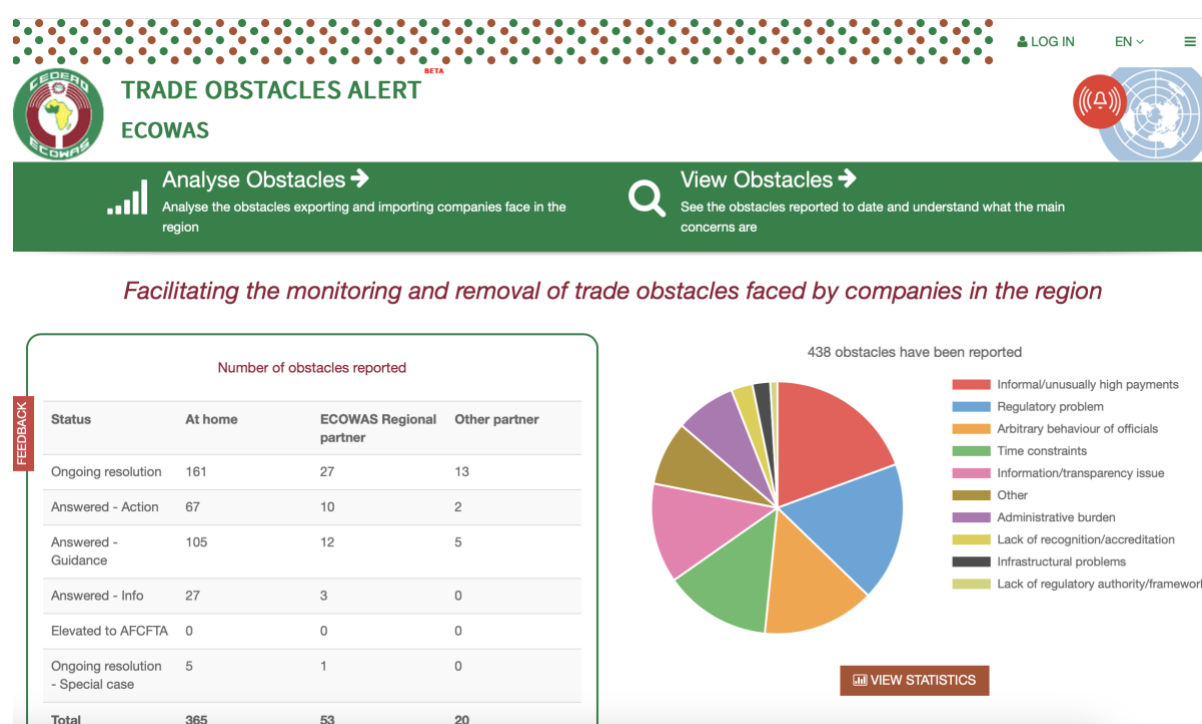 LOG IN
EN
TRADE OBSTACLES ALERT BETA
ECOWAS
CEDEAO
ECOWAS
Analyse Obstacles
Analyse the obstacles exporting and importing companies face in the
region
View Obstacles
See the obstacles reported to date and understand what the main
concerns are
Facilitating the monitoring and removal of trade obstacles faced by companies in the region
FEEDBACK
Number of obstacles reported
Status At home ECOWAS Regional Other partner
partner
Ongoing resolution 161 27 13
Answered - Action 67 10 2
Answered - 105 12 5
Guidance
Answered - Info 27 3 0
Elevated to AFCFTA 0 0 0
Ongoing resolution 5 1 0
- Special case
Total 365 53 20
438 obstacles have been reported
Informal/unusually high payments
Regulatory problem
Arbitrary behaviour of officials
Time constraints
Information/transparency issue
Other
Administrative burden
Lack of recognition/accreditation
Infrastructural problems
Lack of regulatory authority/framework
VIEW STATISTICS